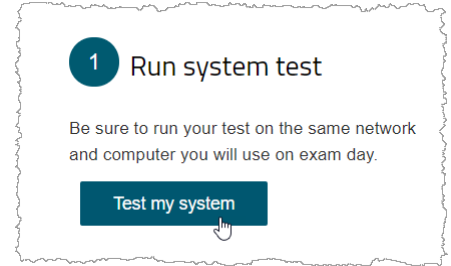 1 Run system test
Be sure to run your test on the same network
and computer you will use on exam day.
Test my system